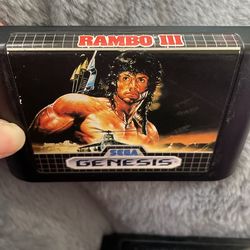 RAMBO III
SEGA
GENESIS